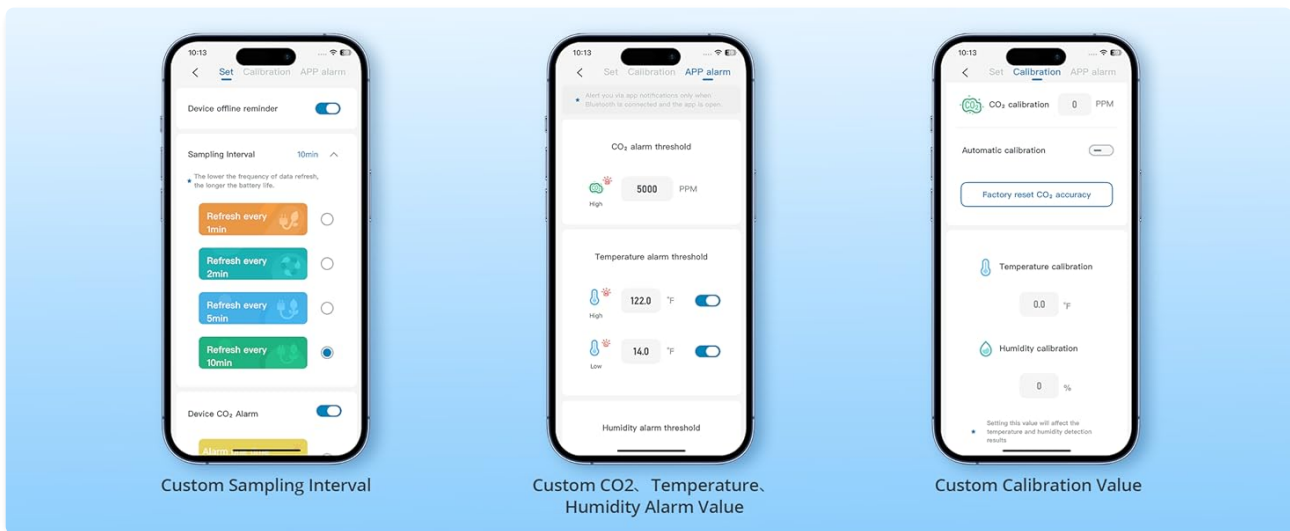 10:13
Set Calibration APP alarm
Device offline reminder
Sampling Interval 10min
The lower the frequency of data refresh,
the longer the battery life.
Refresh every
1min
Refresh every
2min
Refresh every
5min
Refresh every
10min
Device CO₂ Alarm
Custom Sampling Interval
10:13
Set Calibration APP alarm
Alert you via app notifications only when
Bluetooth is connected and the app is open.
CO₂ alarm threshold
High
5000 PPM
Temperature alarm threshold
122.0 °F
High
14.0 °F
Low
Humidity alarm threshold
Custom CO2、Temperature、
Humidity Alarm Value
10:13
Set Calibration APP alarm
CO₂ CO₂ calibration 0 PPM
Automatic calibration
Factory reset CO₂ accuracy
Temperature calibration
0.0 °F
Humidity calibration
0 %
Setting this value will affect the
temperature and humidity detection
results
Custom Calibration Value